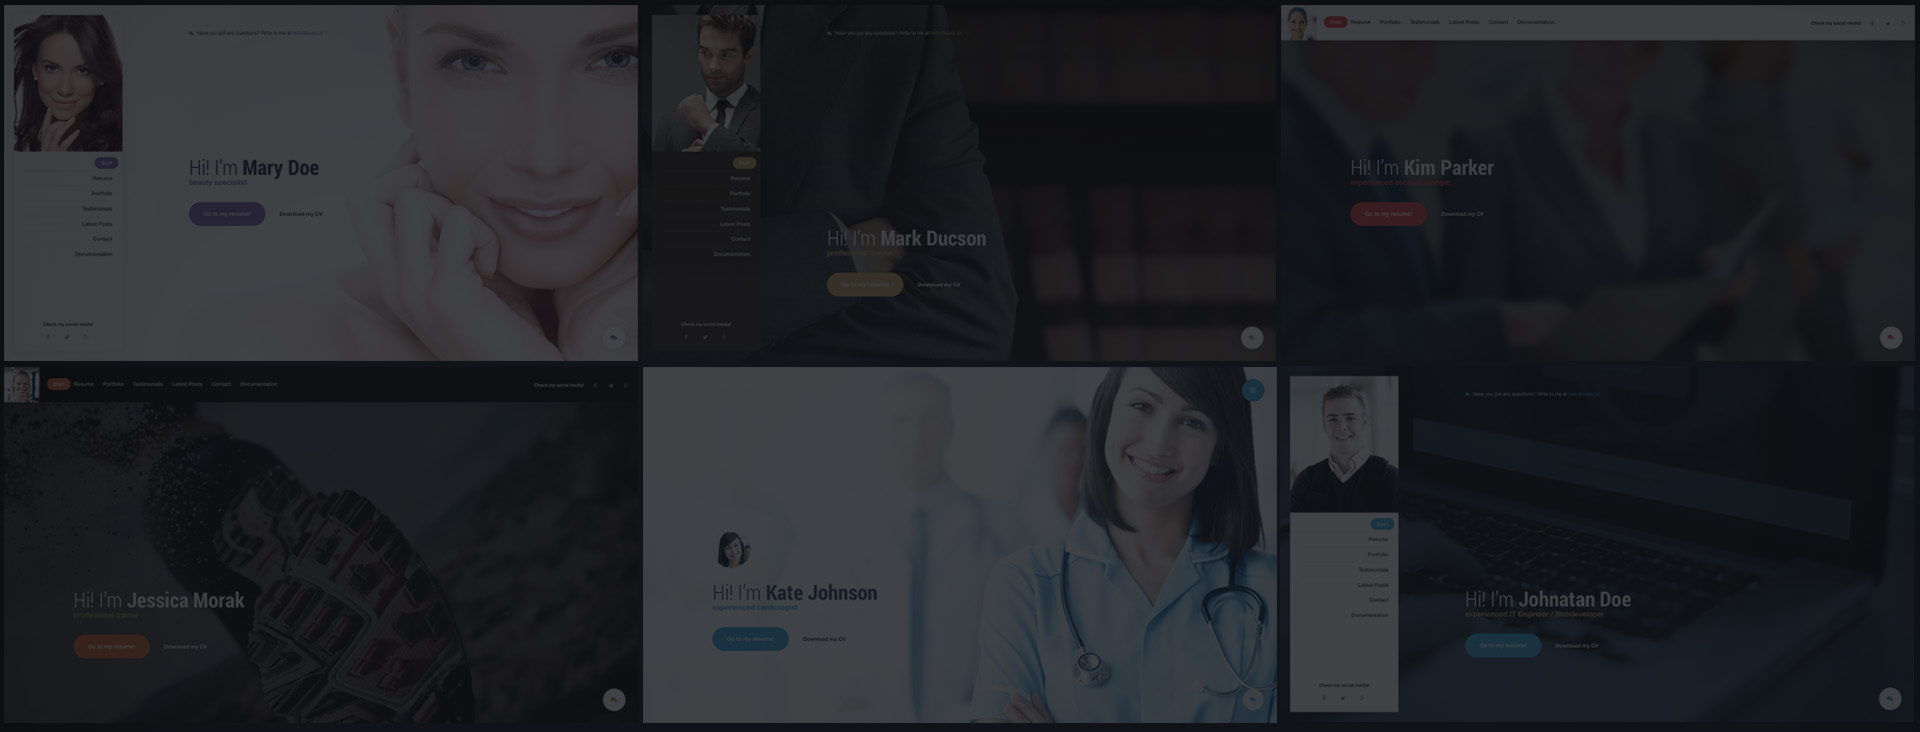 Have you got any questions? Write to me at
Start
Resume
Portfolio
Testimonials
Latest Posts
Contact
Documentation
Check my social media!
Hi! I'm Mary Doe
beauty specialist
Go to my resume!
Download my CV
Have you got any questions? Write to me at
Start
Resume
Portfolio
Testimonials
Latest Posts
Contact
Documentation
Check my social media!
Hi! I'm Mark Ducson
Go to my resume!
Download my CV
Start Resume Portfolio Testimonials Latest Posts Contact Documentation
Check my social media!
Hi! I'm Kim Parker
Go to my resume!
Download my CV
Start Resume Portfolio Testimonials Latest Posts Contact Documentation
Check my social media!
Hi! I'm Jessica Morak
professional trainer
Go to my resume!
Download my CV
Hi! I'm Kate Johnson
experienced cardiologist
Go to my resume!
Download my CV
Have you got any questions? Write to me at
Start
Resume
Portfolio
Testimonials
Latest Posts
Contact
Documentation
Check my social media!
Hi! I'm Johnatan Doe
experienced IT Engineer / Webdeveloper
Go to my resume!
Download my CV